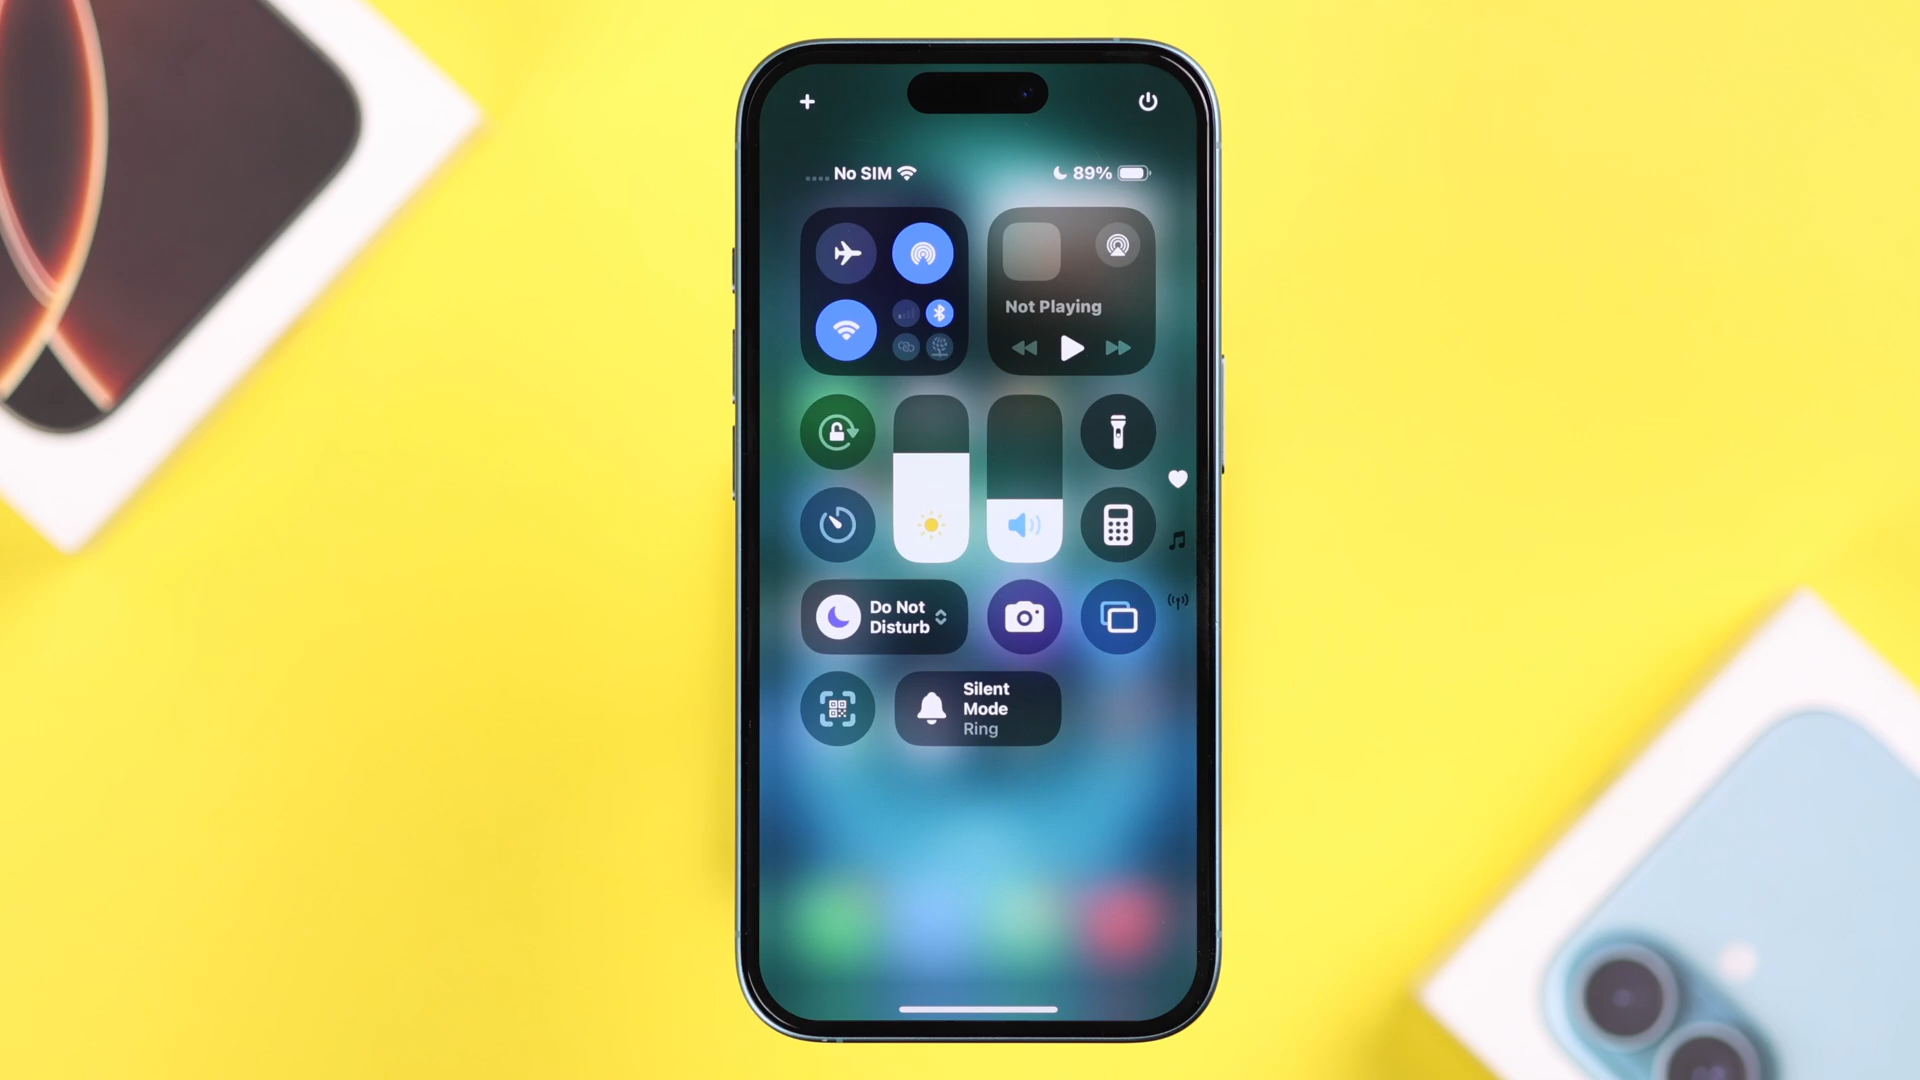 No SIM
89%
Not Playing
Do Not
Disturb
Silent
Mode
Ring